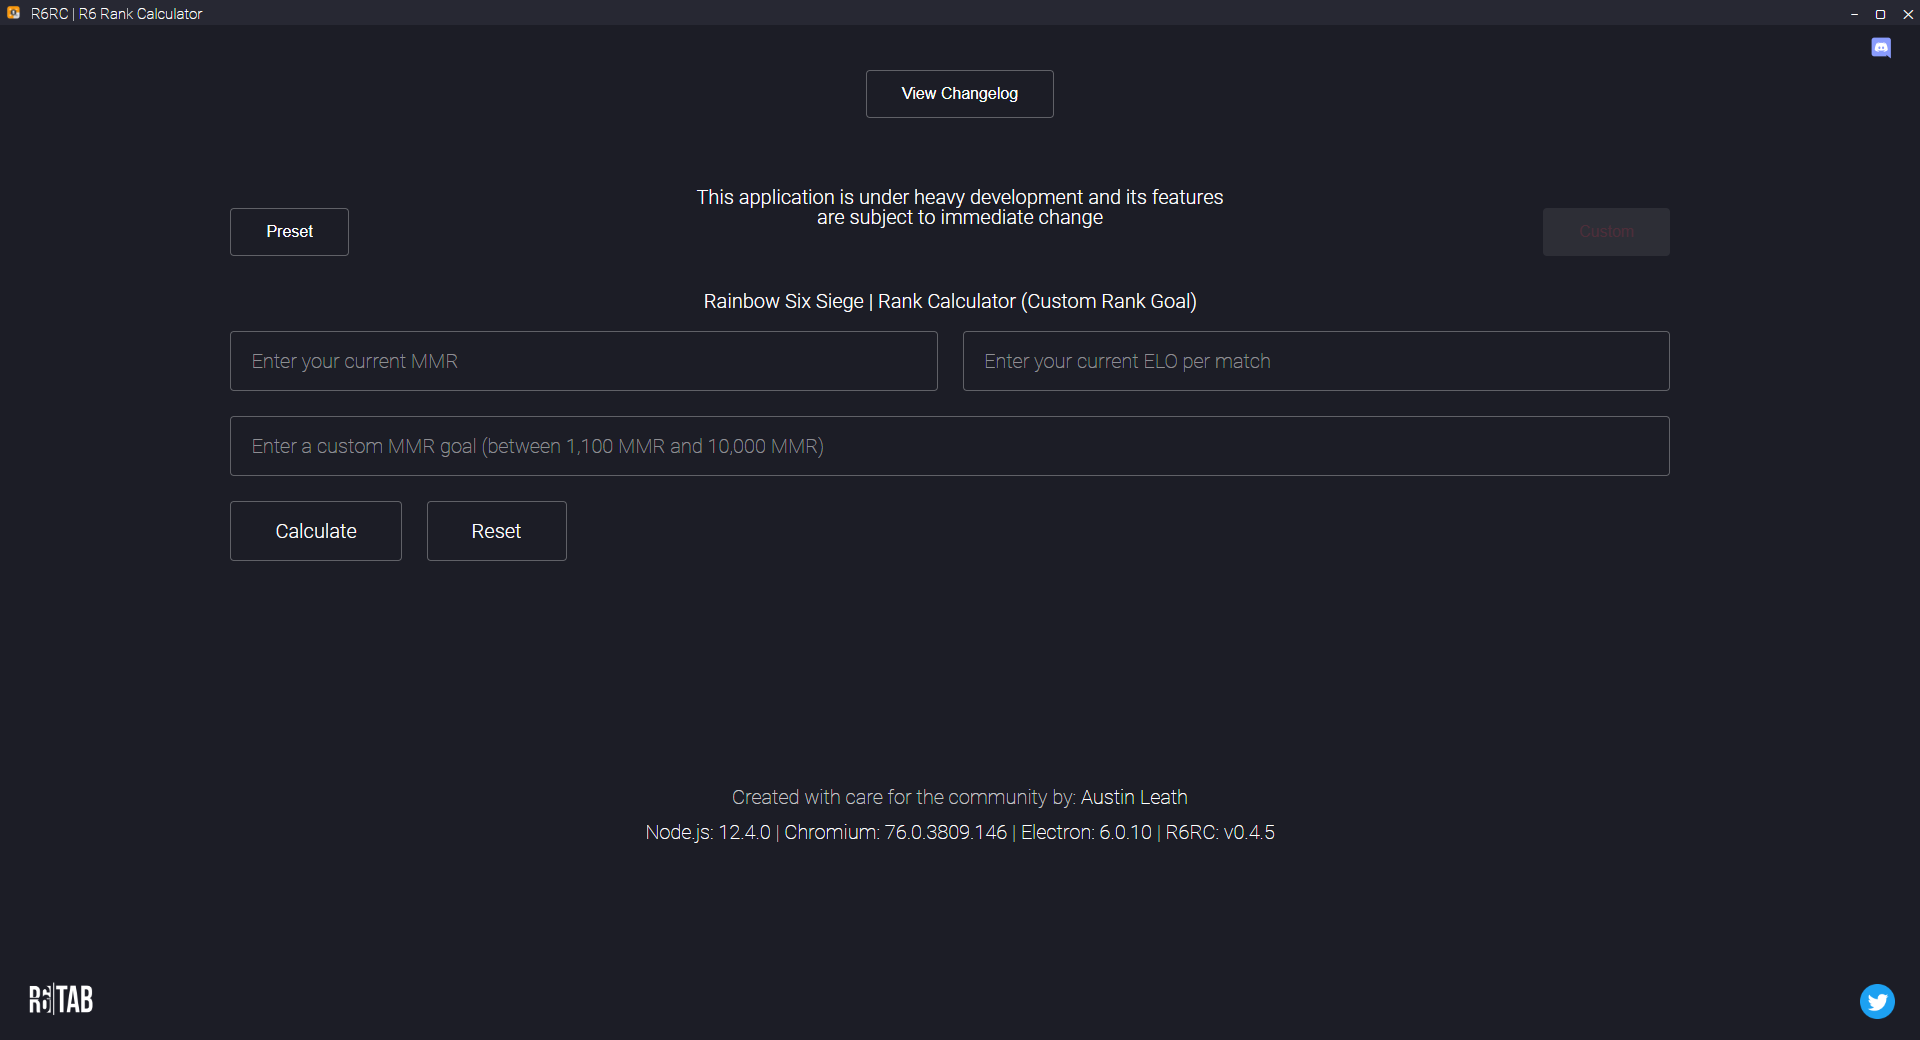 R6RC | R6 Rank Calculator
View Changelog
This application is under heavy development and its features
are subject to immediate change
Preset
Custom
Rainbow Six Siege | Rank Calculator (Custom Rank Goal)
Enter your current MMR
Enter your current ELO per match
Enter a custom MMR goal (between 1,100 MMR and 10,000 MMR)
Calculate
Reset
Created with care for the community by: Austin Leath
Node.js: 12.4.0 | Chromium: 76.0.3809.146 | Electron: 6.0.10 | R6RC: v0.4.5
R6|TAB